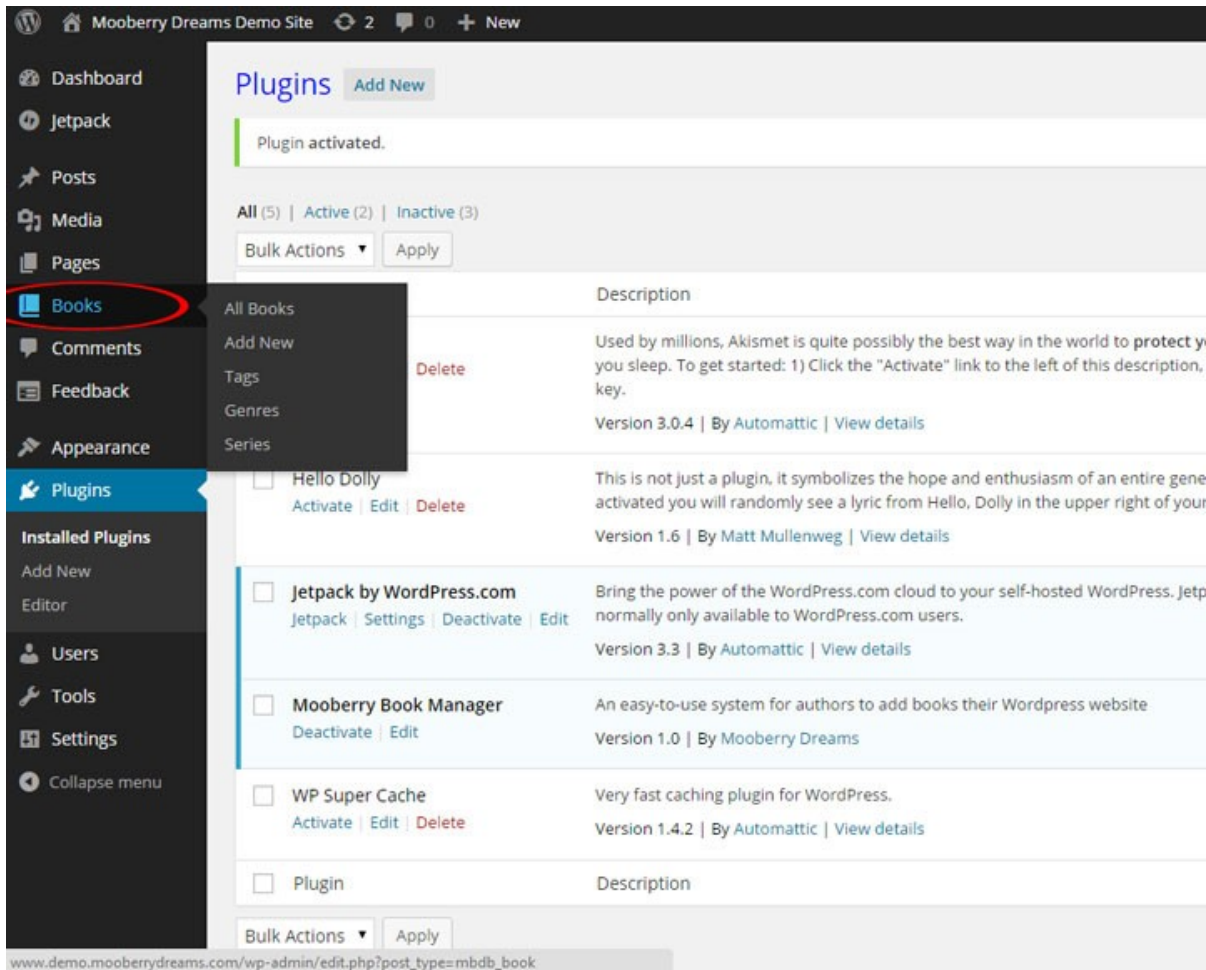 Mooberry Dreams Demo Site 2 0 + New
Dashboard
Jetpack
Posts
Media
Pages
Books
Comments
Feedback
Appearance
Plugins
Installed Plugins
Add New
Editor
Users
Tools
Settings
Collapse menu
All Books
Add New
Tags
Genres
Series
Plugins Add New
Plugin activated.
All (5) | Active (2) | Inactive (3)
Bulk Actions Apply
Description
Delete
Used by millions, Akismet is quite possibly the best way in the world to protect
you sleep. To get started: 1) Click the "Activate" link to the left of this description,
key.
Version 3.0.4 | By Automattic | View details
Hello Dolly
Activate | Edit | Delete
This is not just a plugin, it symbolizes the hope and enthusiasm of an entire gene
activated you will randomly see a lyric from Hello, Dolly in the upper right of your
Version 1.6 | By Matt Mullenweg | View details
Jetpack by WordPress.com
Jetpack | Settings | Deactivate | Edit
Bring the power of the WordPress.com cloud to your self-hosted WordPress. Jetp
normally only available to WordPress.com users.
Version 3.3 | By Automattic | View details
Mooberry Book Manager
Deactivate | Edit
An easy-to-use system for authors to add books their Wordpress website
Version 1.0 | By Mooberry Dreams
WP Super Cache
Activate | Edit | Delete
Very fast caching plugin for WordPress.
Version 1.4.2 | By Automattic | View details
Plugin Description
Bulk Actions Apply
www.demo.mooberrydreams.com/wp-admin/edit.php?post_type=mbdb_book